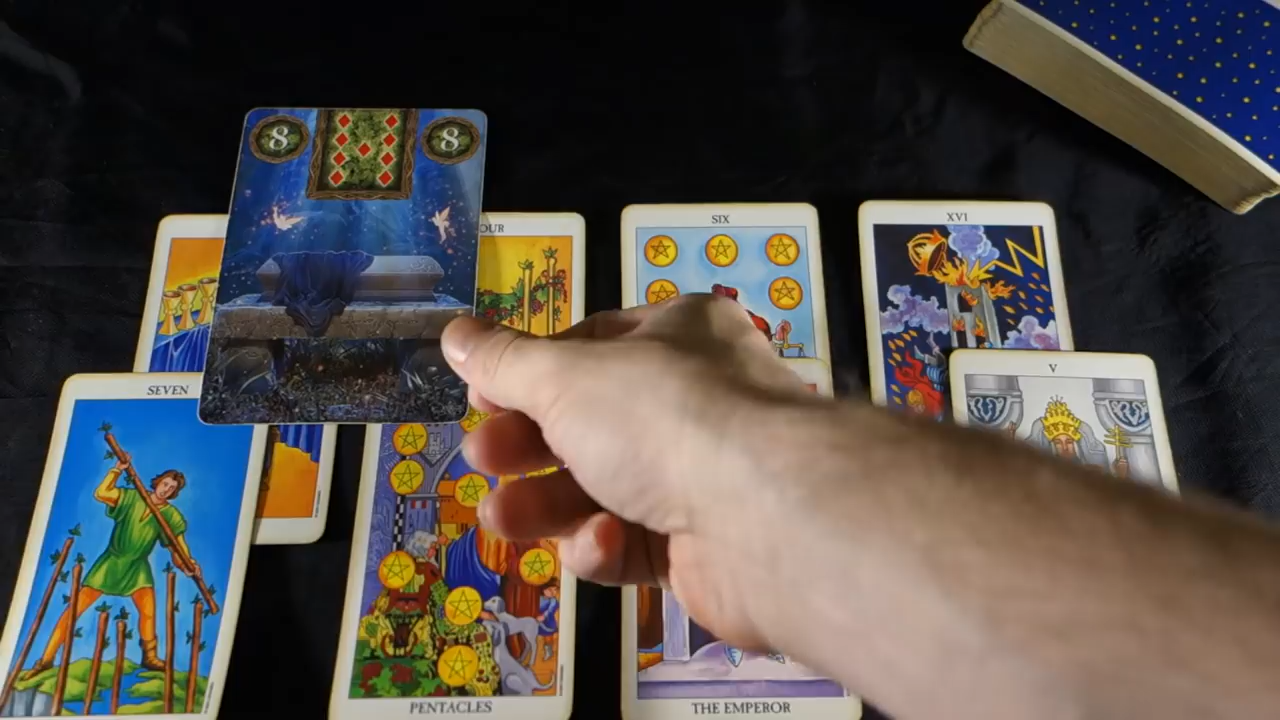 8 8
OUR
SIX
XVI
SEVEN
V
PENTACLES
THE EMPEROR